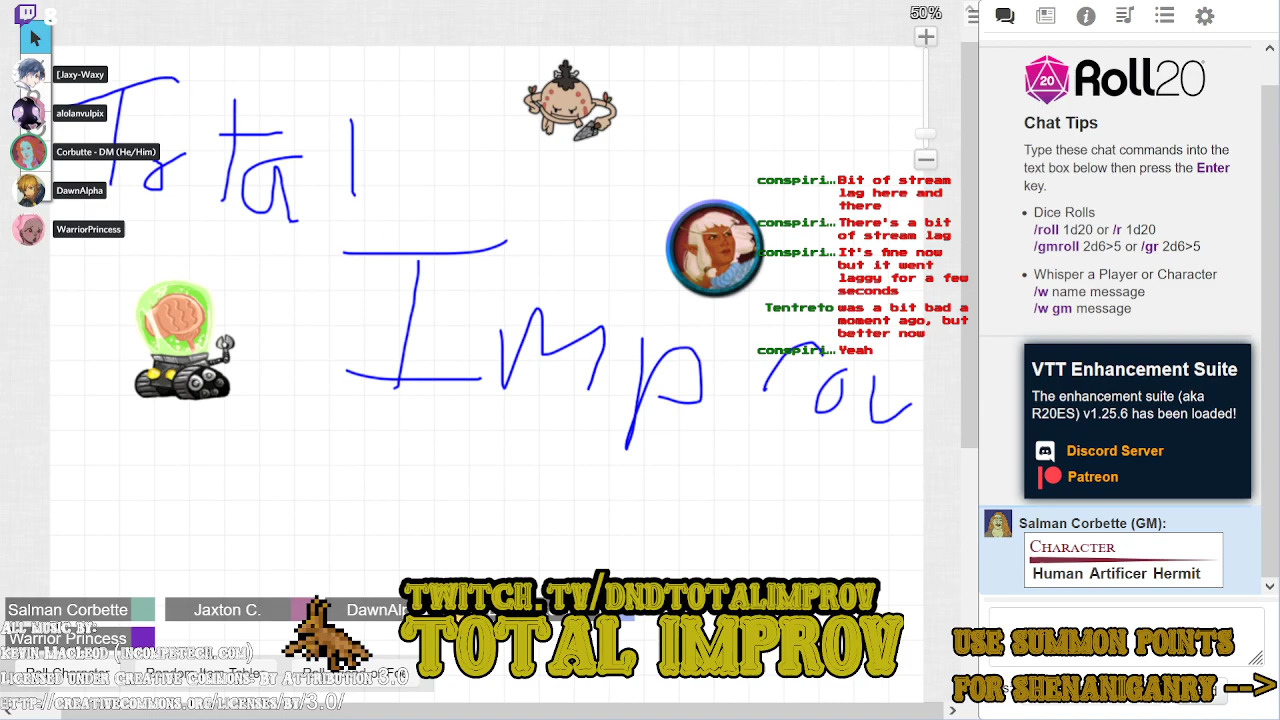 50%
[Jaxy-Waxy
alolanvulpix
Corbutte - DM (He/Him)
DawnAlpha
WarriorPrincess
Total
Improv
conspiri... Bit of stream
lag here and
there
conspiri... There's a bit
of stream lag
conspiri... It's fine now
but it went
laggy for a few
seconds
Tentreto was a bit bad a
moment ago, but
better now
conspiri... Yeah
20
Roll20
Chat Tips
Type these chat commands into the
text box below then press the Enter
key.
Dice Rolls
/roll 1d20 or /r 1d20
/gmroll 2d6>5 or /gr 2d6>5
Whisper a Player or Character
/w name message
/w gm message
VTT Enhancement Suite
The enhancement suite (aka
R20ES) v1.25.6 has been loaded!
Discord Server
Patreon
Salman Corbette (GM):
Character
Human Artificer Hermit
Salman Corbette
Jaxton C.
DawnAlp
Warrior Princess
All music by:
Kevin MacLeod (incompetech.com)
Licensed under Creative Commons By Attribution 3.0
http://creativecommons.org/licenses/by/3.0/
twitch.tv/dndtotalimprov
TOTAL IMPROV
USE SUMMON POINTS
FOR SHENANIGANRY -->